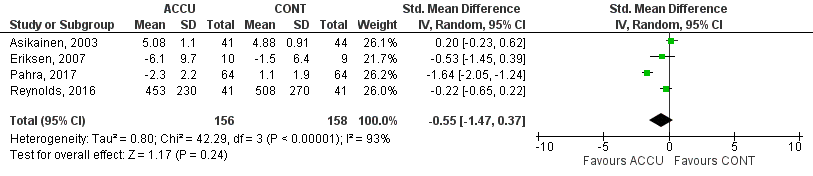 ACCU CONT Std. Mean Difference Std. Mean Difference
Study or Subgroup Mean SD Total Mean SD Total Weight IV, Random, 95% CI IV, Random, 95% CI
Asikainen, 2003 5.08 1.1 41 4.88 0.91 44 26.1% 0.20 [-0.23, 0.62]
Eriksen, 2007 -6.1 9.7 10 -1.5 6.4 9 21.7% -0.53 [-1.45, 0.39]
Pahra, 2017 -2.3 2.2 64 1.1 1.9 64 26.1% -1.64 [-2.05, -1.24]
Reynolds, 2016 453 230 41 508 270 41 26.1% -0.22 [-0.65, 0.22]
Total (95% CI) 156 158 100.0% -0.55 [-1.47, 0.37]
Heterogeneity: Tau² = 0.80; Chi² = 42.29, df = 3 (P < 0.00001); I² = 93%
Test for overall effect: Z = 1.17 (P = 0.24)
-10 -5 0 5 10
Favours ACCU Favours CONT